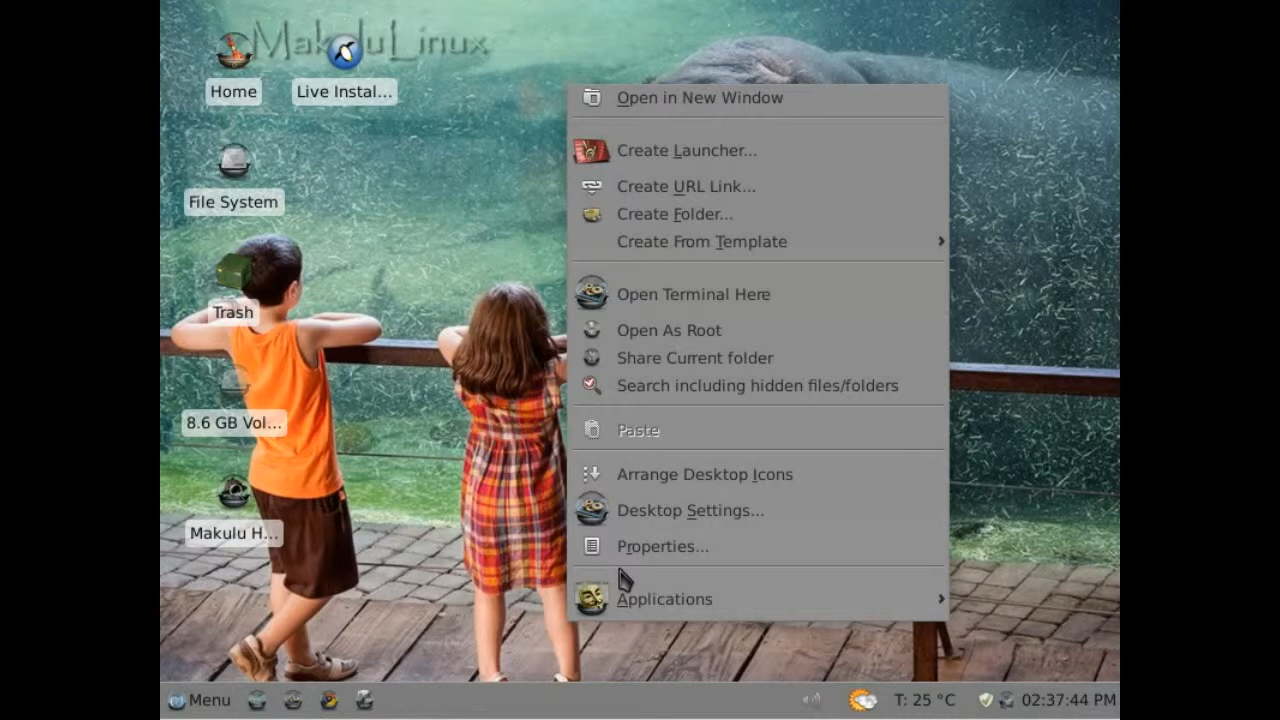 MakuluLinux
Home
Live Instal...
File System
Trash
8.6 GB Vol...
Makulu H...
Open in New Window
Create Launcher...
Create URL Link...
Create Folder...
Create From Template
Open Terminal Here
Open As Root
Share Current folder
Search including hidden files/folders
Paste
Arrange Desktop Icons
Desktop Settings...
Properties...
Applications
Menu
T: 25 °C
02:37:44 PM